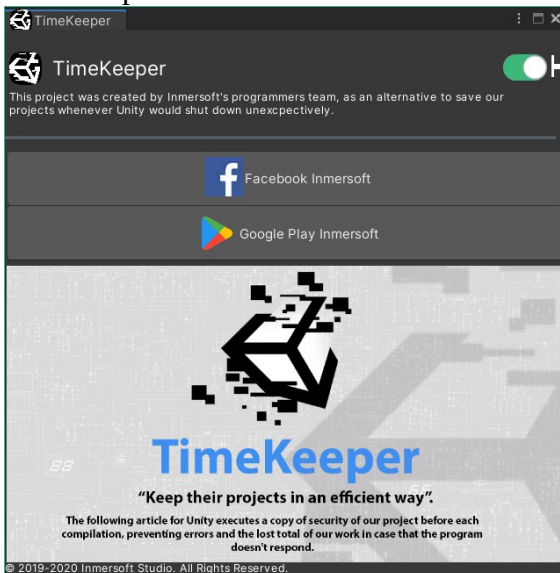 TimeKeeper
TimeKeeper
This project was created by Inmersoft's programmers team, as an alternative to save our
projects whenever Unity would shut down unexcpectively.
Facebook Inmersoft
Google Play Inmersoft
TimeKeeper
"Keep their projects in an efficient way".
The following article for Unity executes a copy of security of our project before each
compilation, preventing errors and the lost total of our work in case that the program
doesn't respond.
© 2019-2020 Inmersoft Studio. All Rights Reserved.